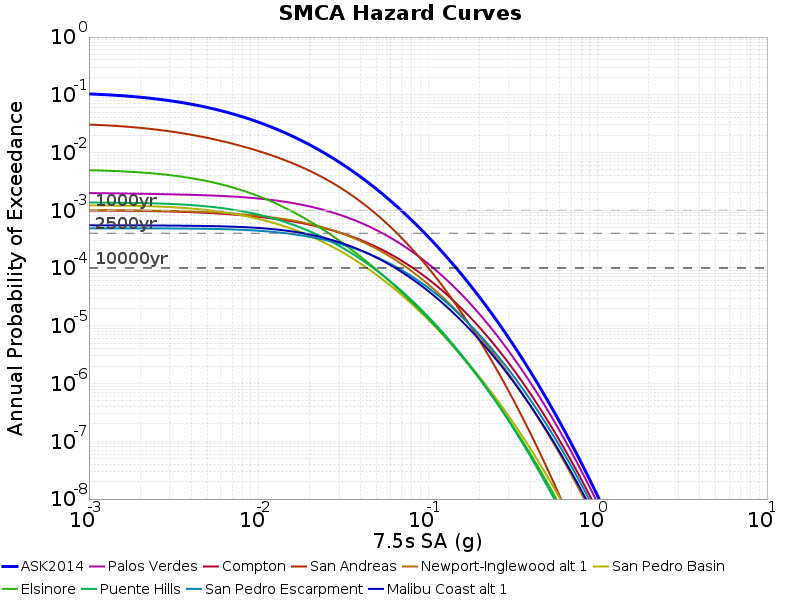 SMCA Hazard Curves
Annual Probability of Exceedance
10^0
10^-1
10^-2
10^-3
10^-4
10^-5
10^-6
10^-7
10^-8
1000yr
2500yr
10000yr
10^-3 10^-2 10^-1 10^0 10^1
7.5s SA (g)
ASK2014 Palos Verdes Compton San Andreas Newport-Inglewood alt 1 San Pedro Basin
Elsinore Puente Hills San Pedro Escarpment Malibu Coast alt 1